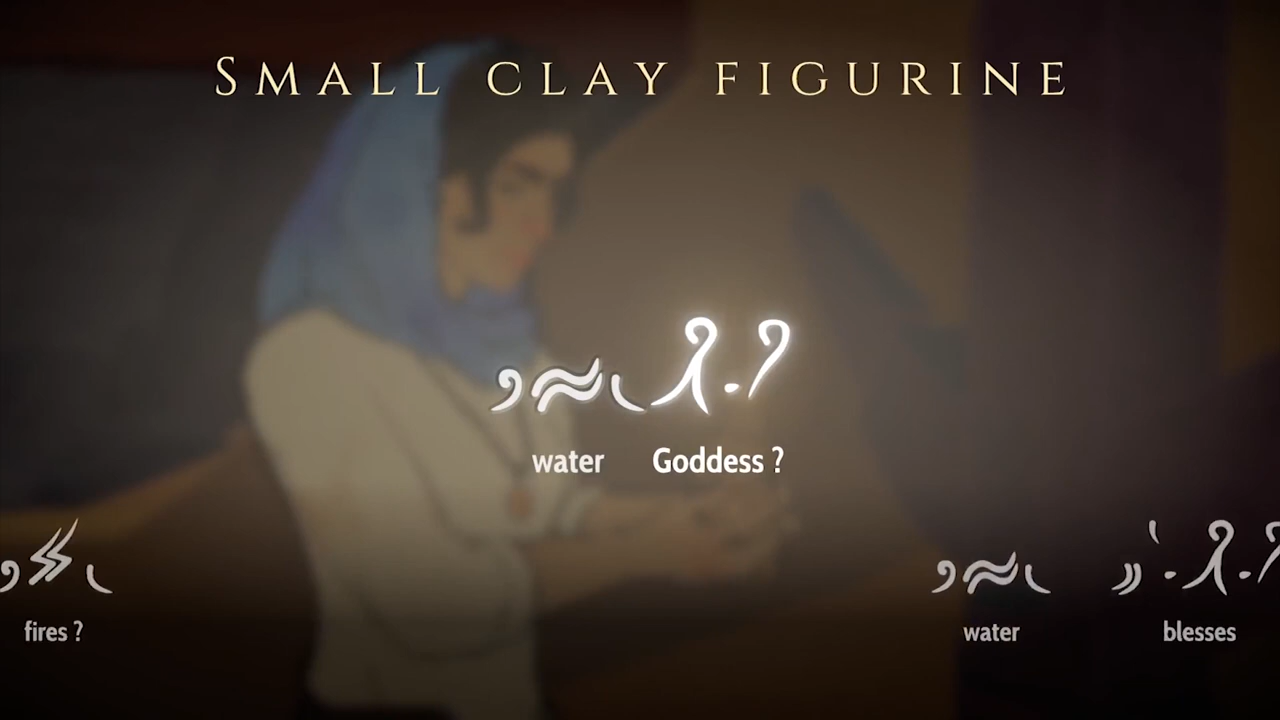 SMALL CLAY FIGURINE
water Goddess ?
fires ?
water
blesses